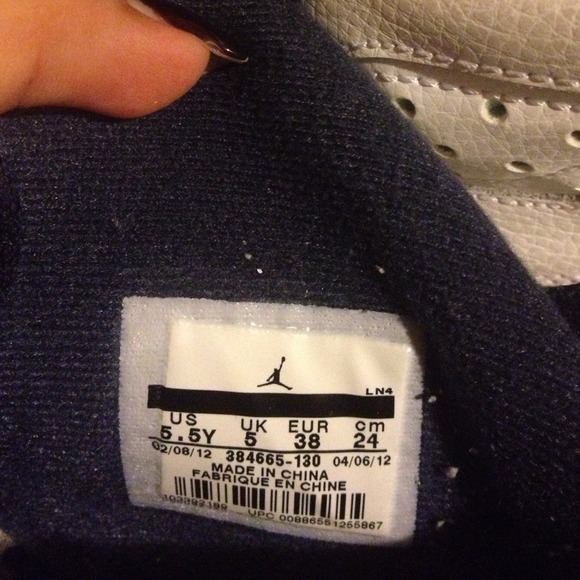 LN4
US UK EUR cm
5.5Y 5 38 24
02/08/12 384665-130 04/06/12
MADE IN CHINA
FABRIQUE EN CHINE
UPC 00886551255867